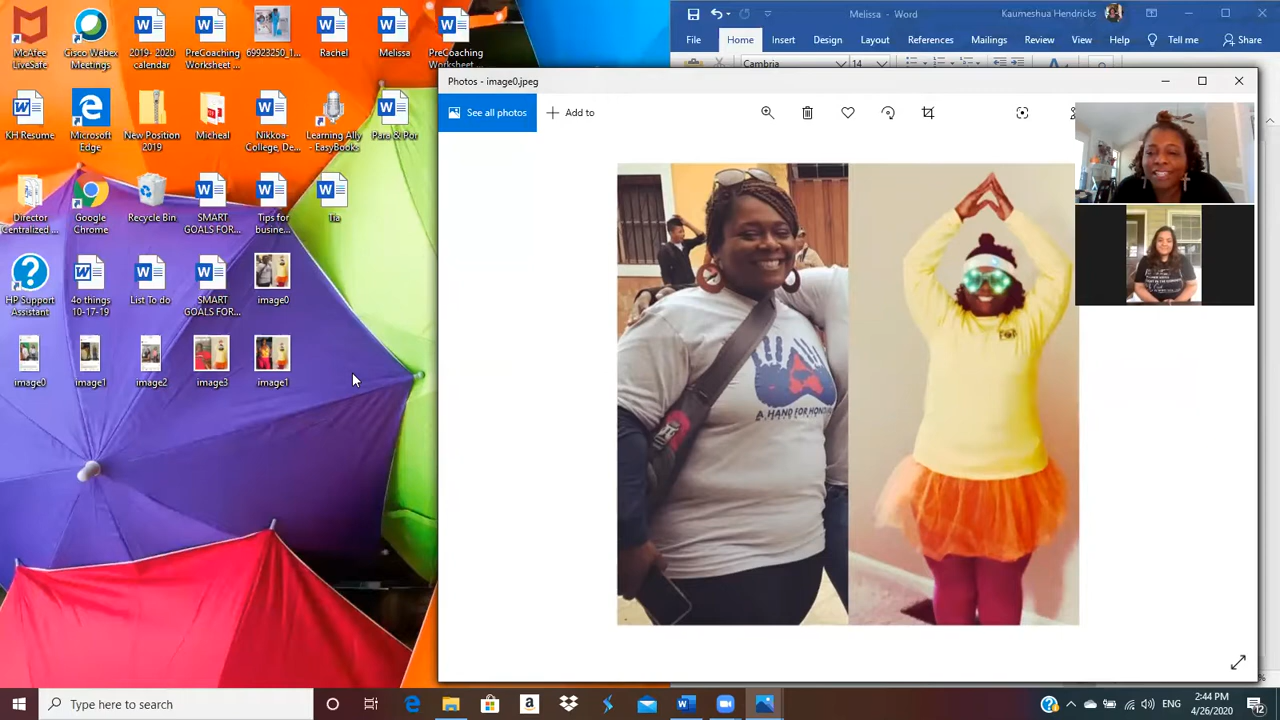 McAfee
LiveSafe
Cisco Webex
Meetings
2019- 2020
calendar
PreCoaching
Worksheet ...
69923250_1...
Rachel
Melissa
PreCoaching
Worksheet ...
KH Resume
Microsoft
Edge
New Position
2019
Micheal
Nikkoa-
College, De...
Learning Ally
- EasyBooks
Para & Por
Director
Centralized ...
Google
Chrome
Recycle Bin
SMART
GOALS FOR...
Tips for
busine...
Tia
HP Support
Assistant
4o things
10-17-19
List To do
SMART
GOALS FOR...
image0
image0
image1
image2
image3
image1
Melissa - Word
Kaumeshua Hendricks
File
Home
Insert
Design
Layout
References
Mailings
Review
View
Help
Tell me
Share
Cambria
14
Photos - image0.jpeg
See all photos
Add to
A HAND FOR HONDU
Type here to search
ENG
2:44 PM
4/26/2020